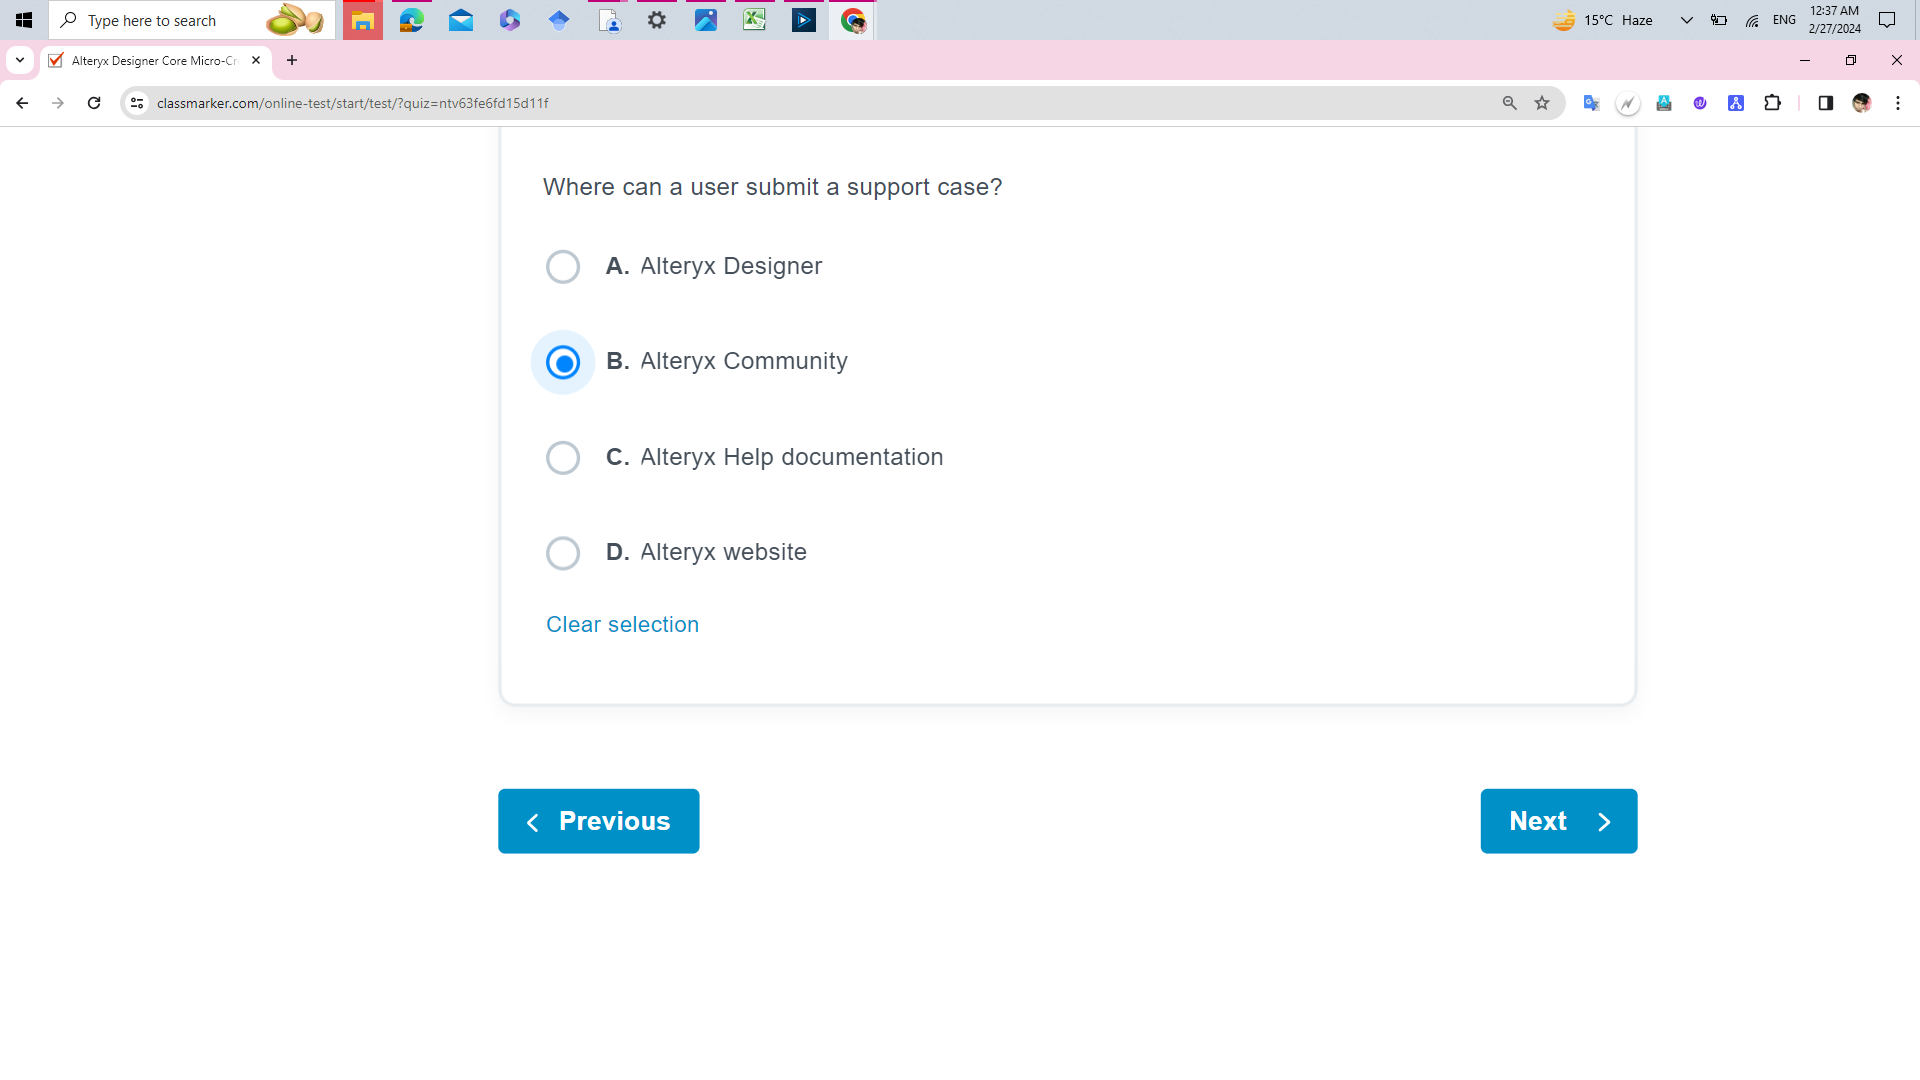 Type here to search
15°C Haze
ENG
12:37 AM
2/27/2024
Alteryx Designer Core Micro-Cr
classmarker.com/online-test/start/test/?quiz=ntv63fe6fd15d11f
Where can a user submit a support case?
A. Alteryx Designer
B. Alteryx Community
C. Alteryx Help documentation
D. Alteryx website
Clear selection
Previous
Next